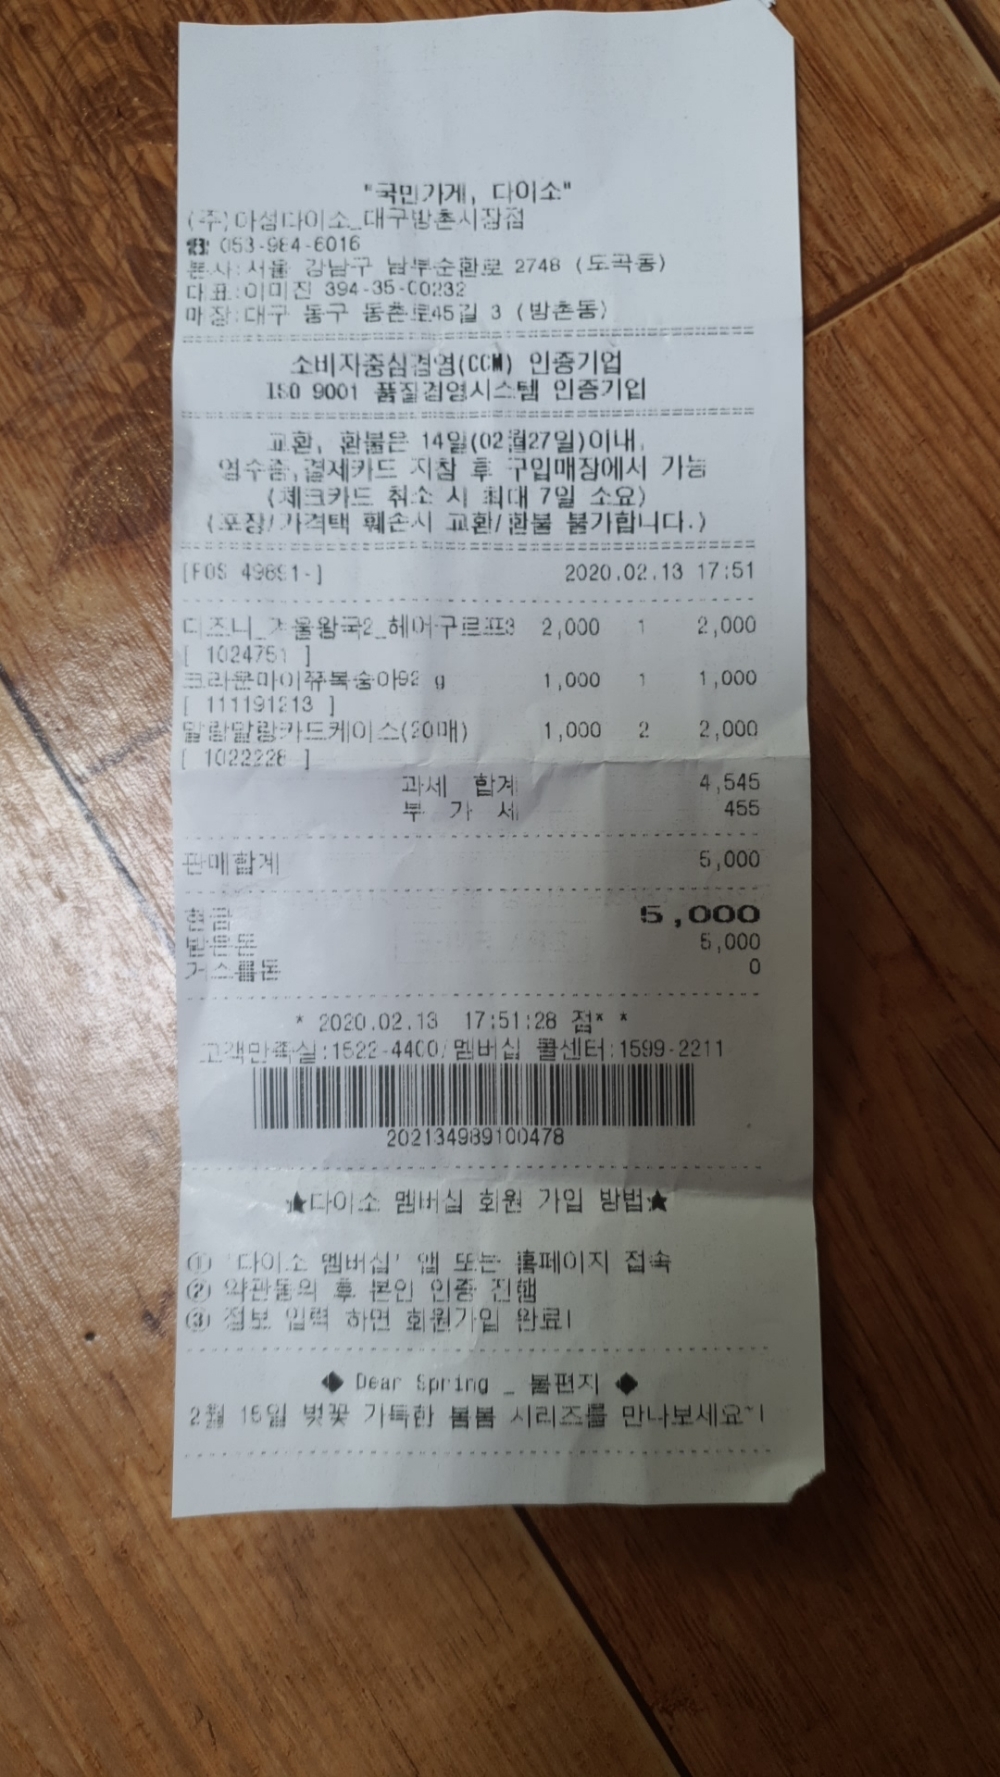 "국민가게, 다이소"
(주)아성다이소_대구방촌시장점
☎: 053-984-6016
본사:서울 강남구 남부순환로 2748 (도곡동)
대표:이미진 394-35-00232
매장:대구 동구 동촌로45길 3 (방촌동)
소비자중심경영(CCM) 인증기업
ISO 9001 품질경영시스템 인증기업
교환, 환불은 14일(02월27일)이내,
영수증,결제카드 지참 후 구입매장에서 가능
(체크카드 취소 시 최대 7일 소요)
(포장/가격택 훼손시 교환/환불 불가합니다.)
[POS 49891-] 2020.02.13 17:51
디즈니_겨울왕국2_헤어구르프3 2,000 1 2,000
[ 1024751 ]
크라운마이쮸복숭아92 g 1,000 1 1,000
[ 111191213 ]
말랑말랑카드케이스(20매) 1,000 2 2,000
[ 1022228 ]
과세 합계 4,545
부 가 세 455
판매합계 5,000
현금 5,000
받은돈 5,000
거스름돈 0
* 2020.02.13 17:51:28 점* *
고객만족실:1522-4400/멤버십 콜센터:1599-2211
202134989100478
★다이소 멤버십 회원 가입 방법★
① '다이소 멤버십' 앱 또는 홈페이지 접속
② 약관동의 후 본인 인증 진행
③ 정보 입력 하면 회원가입 완료!
◆ Dear Spring _ 봄편지 ◆
2월 15일 벚꽃 가득한 봄봄 시리즈를 만나보세요~!